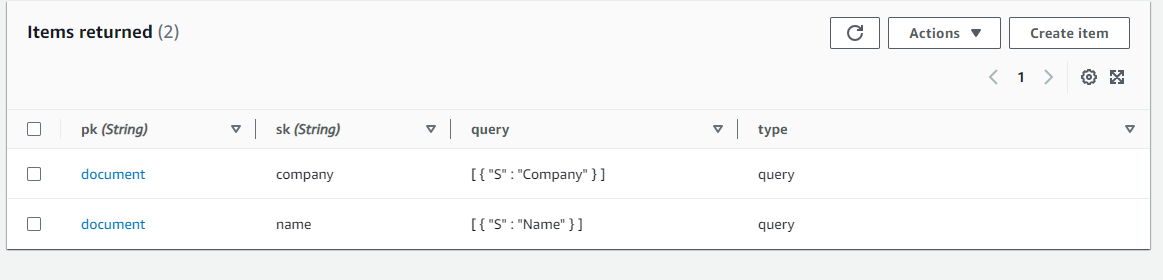 Items returned (2)
Actions
Create item
1
pk (String) sk (String) query type
document company [ { "S" : "Company" } ] query
document name [ { "S" : "Name" } ] query